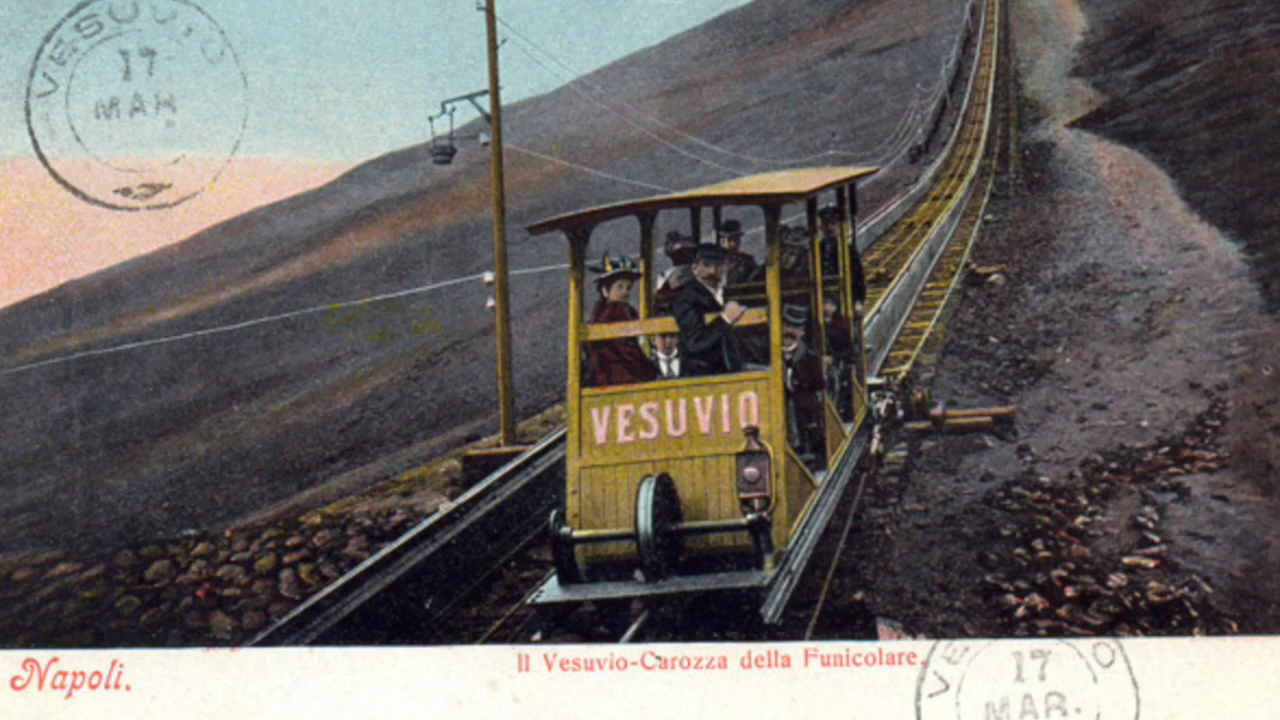 VESUVIO
17
MAR.
VESUVIO
Napoli.
Il Vesuvio-Carozza della Funicolare.
17
MAR.